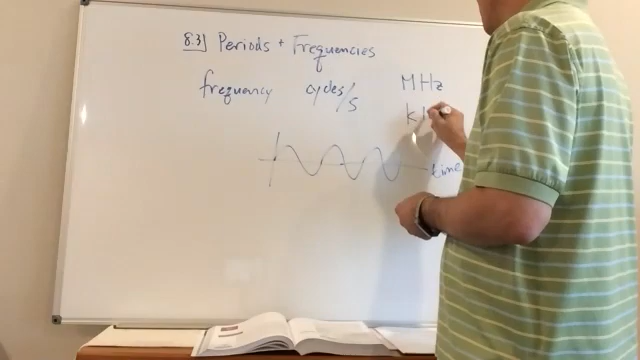 8.3] Periods + Frequencies
frequency cycles/s MHz
k
time